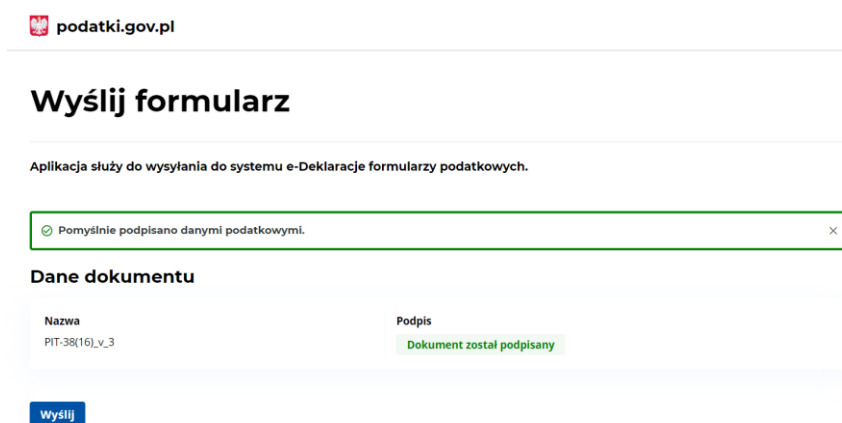 podatki.gov.pl
Wyślij formularz
Aplikacja służy do wysyłania do systemu e-Deklaracje formularzy podatkowych.
Pomyślnie podpisano danymi podatkowymi.
Dane dokumentu
Nazwa
PIT-38(16)_v_3
Podpis
Dokument został podpisany
Wyślij